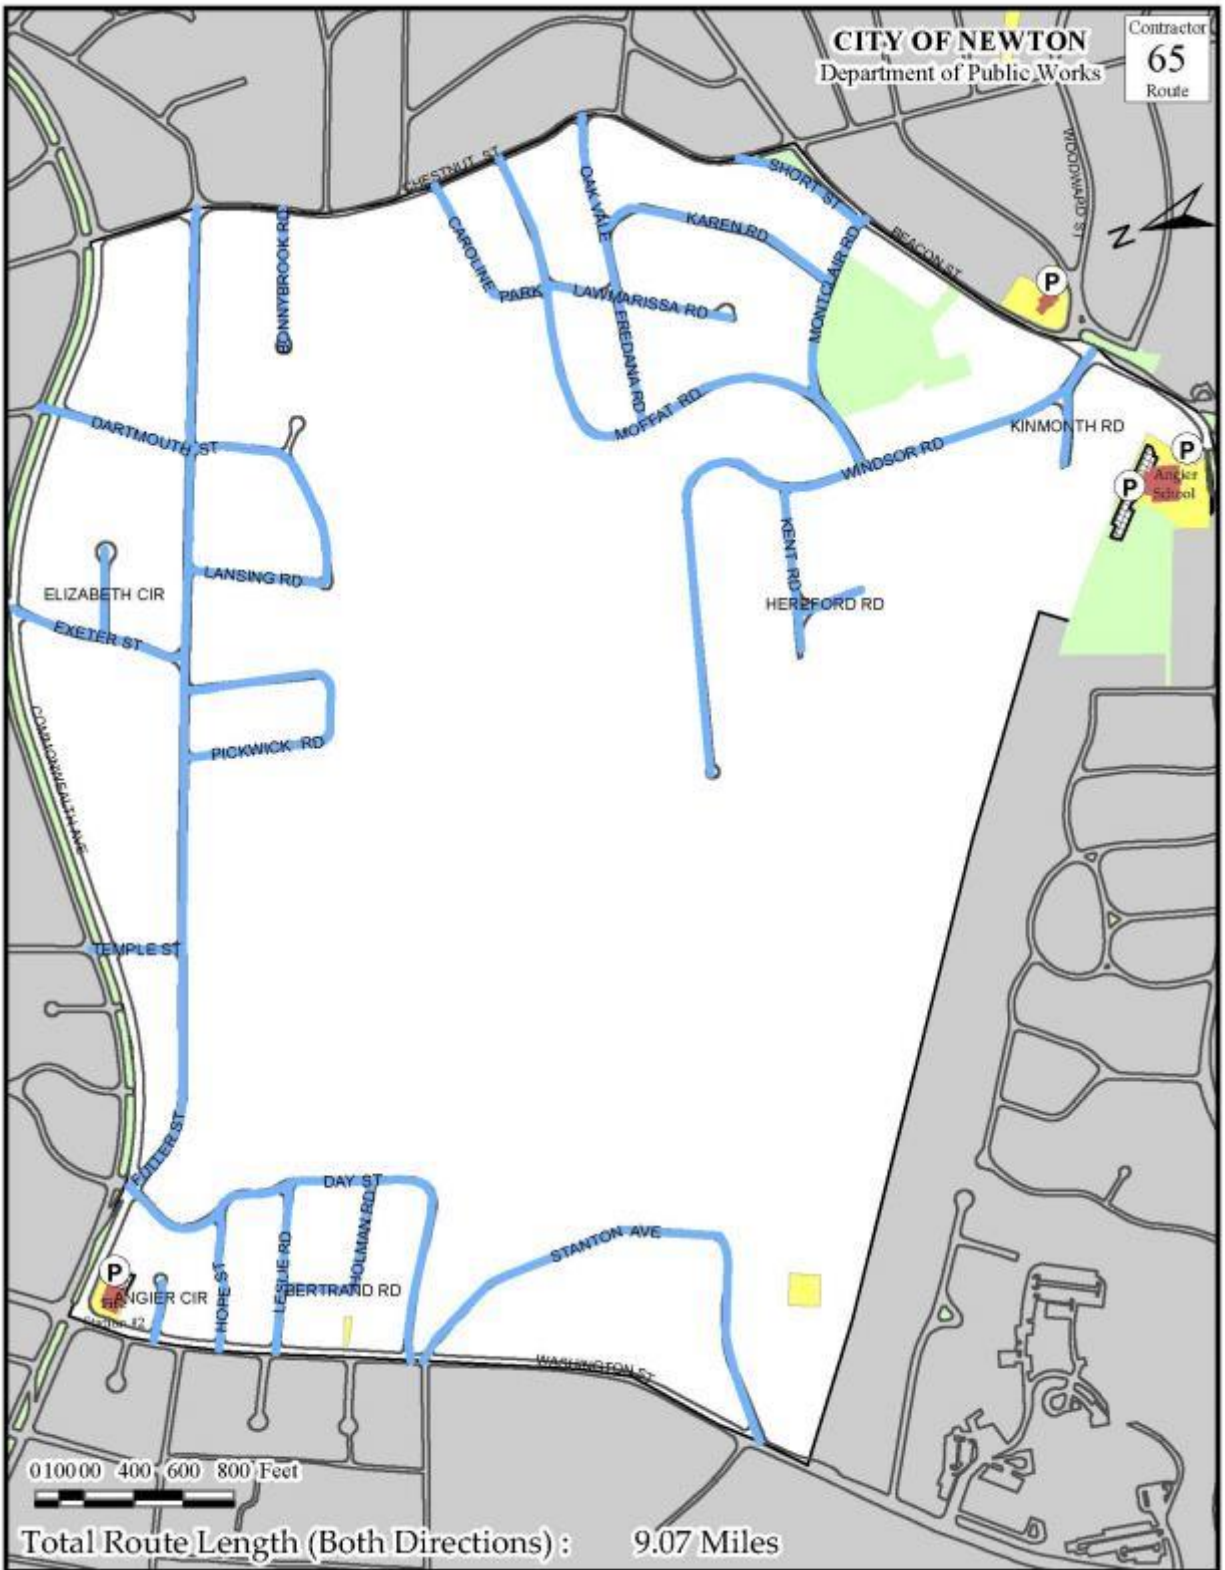 CITY OF NEWTON
Department of Public Works
Contractor
65
Route
WOODWARD ST
CHESTNUT ST
SHORT ST
OAK VALE
KAREN RD
BONNYBROOK RD
CAROLINE
PARK
BEACON ST
N
P
MONTCLAIR RD
LAWMARISSA RD
FREDANA RD
MOFFAT RD
KINMONTH RD
DARTMOUTH ST
WINDSOR RD
P
Angier
School
P
KENT RD
LANSING RD
ELIZABETH CIR
HEREFORD RD
EXETER ST
PICKWICK RD
COMMONWEALTH AVE
TEMPLE ST
FULLER ST
DAY ST
HOLMAN RD
STANTON AVE
P
ANGIER CIR
HOPE ST
LESLIE RD
BERTRAND RD
Station #2
WASHINGTON ST
010000 400 600 800 Feet
Total Route Length (Both Directions) : 9.07 Miles